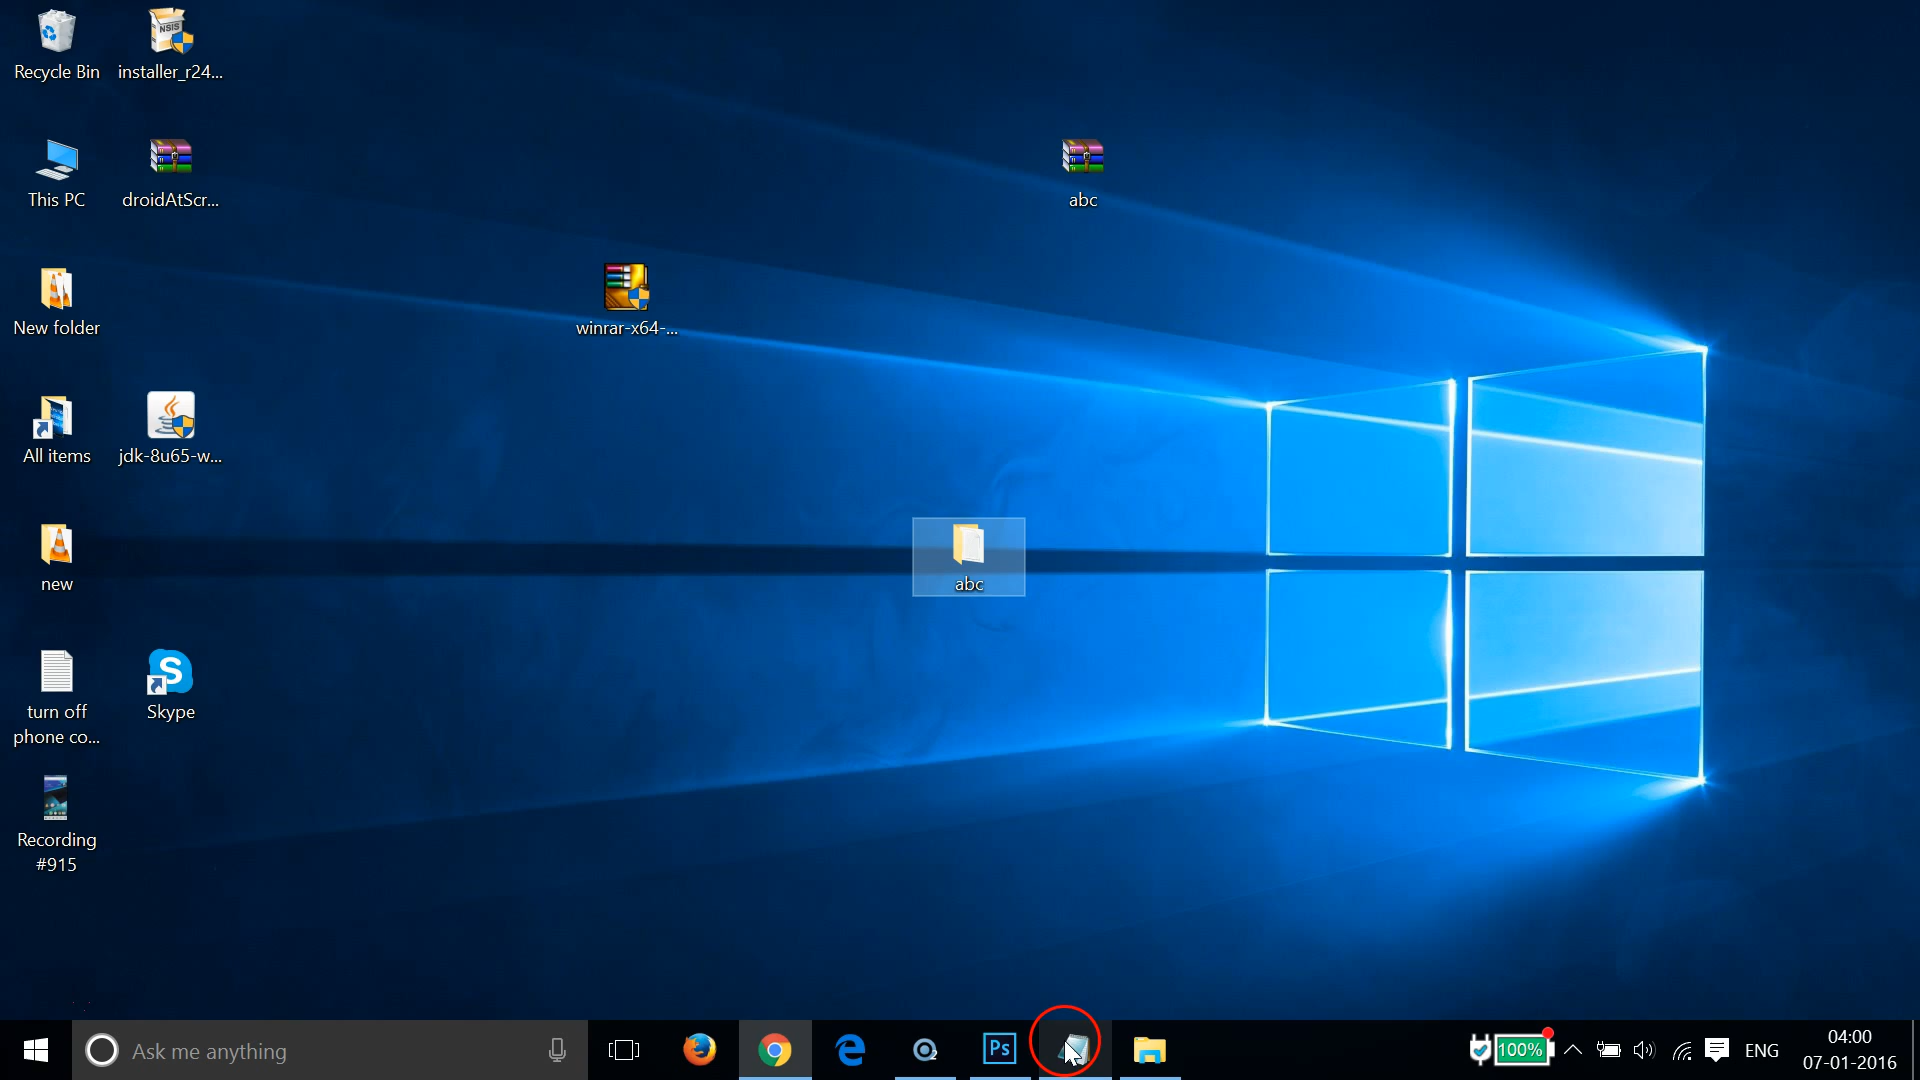 Recycle Bin
installer_r24...
NSIS
This PC
droidAtScr...
abc
New folder
winrar-x64-...
All items
jdk-8u65-w...
new
abc
turn off
phone co...
S
Skype
Recording
#915
Ask me anything
Ps
100%
ENG
04:00
07-01-2016